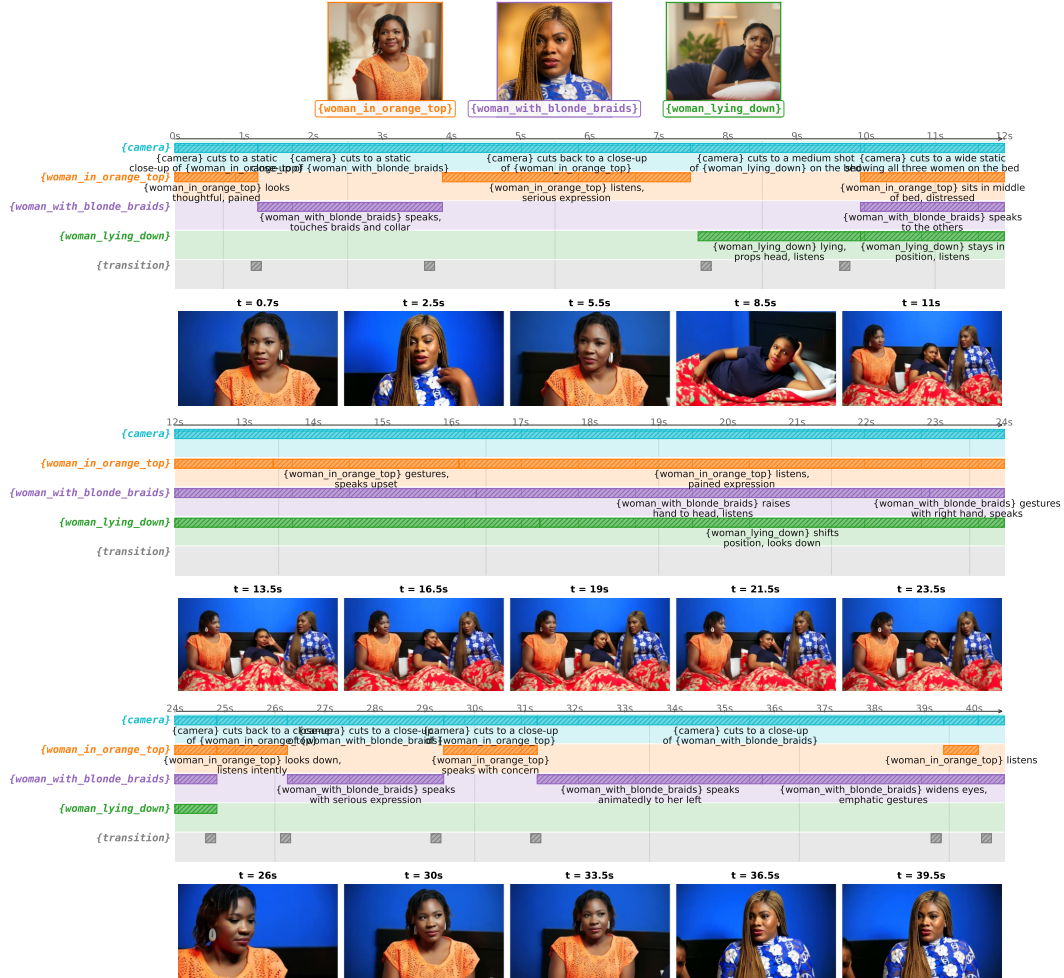 {woman_in_orange_top} {woman_with_blonde_braids} {woman_lying_down}
0s 1s 2s 3s 4s 5s 6s 7s 8s 9s 10s 11s 12s
{camera}
{camera} cuts to a static
close-up of {woman_in_orange_top}
{camera} cuts to a static
close-up of {woman_with_blonde_braids}
{camera} cuts back to a close-up
of {woman_in_orange_top}
{camera} cuts to a medium shot
of {woman_lying_down} on the bed
{camera} cuts to a wide static
showing all three women on the bed
{woman_in_orange_top}
{woman_in_orange_top} looks
thoughtful, pained
{woman_in_orange_top} listens,
serious expression
{woman_in_orange_top} sits in middle
of bed, distressed
{woman_with_blonde_braids}
{woman_with_blonde_braids} speaks,
touches braids and collar
{woman_with_blonde_braids} speaks
to the others
{woman_lying_down}
{woman_lying_down} lying,
props head, listens
{woman_lying_down} stays in
position, listens
{transition}
t = 0.7s t = 2.5s t = 5.5s t = 8.5s t = 11s
12s 13s 14s 15s 16s 17s 18s 19s 20s 21s 22s 23s 24s
{camera}
{woman_in_orange_top}
{woman_in_orange_top} gestures,
speaks upset
{woman_in_orange_top} listens,
pained expression
{woman_with_blonde_braids}
{woman_with_blonde_braids} raises
hand to head, listens
{woman_with_blonde_braids} gestures
with right hand, speaks
{woman_lying_down}
{woman_lying_down} shifts
position, looks down
{transition}
t = 13.5s t = 16.5s t = 19s t = 21.5s t = 23.5s
24s 25s 26s 27s 28s 29s 30s 31s 33s 34s 35s 36s 37s 38s 39s 40s
{camera}
{camera} cuts back to a close-up
of {woman_in_orange_top}
{camera} cuts to a close-up
of {woman_with_blonde_braids}
{camera} cuts to a close-up
of {woman_in_orange_top}
{camera} cuts to a close-up
of {woman_with_blonde_braids}
{woman_in_orange_top}
{woman_in_orange_top} looks down,
listens intently
{woman_in_orange_top}
speaks with concern
{woman_in_orange_top} listens
{woman_with_blonde_braids}
{woman_with_blonde_braids} speaks
with serious expression
{woman_with_blonde_braids} speaks
animatedly to her left
{woman_with_blonde_braids} widens eyes,
emphatic gestures
{woman_lying_down}
{transition}
t = 26s t = 30s t = 33.5s t = 36.5s t = 39.5s